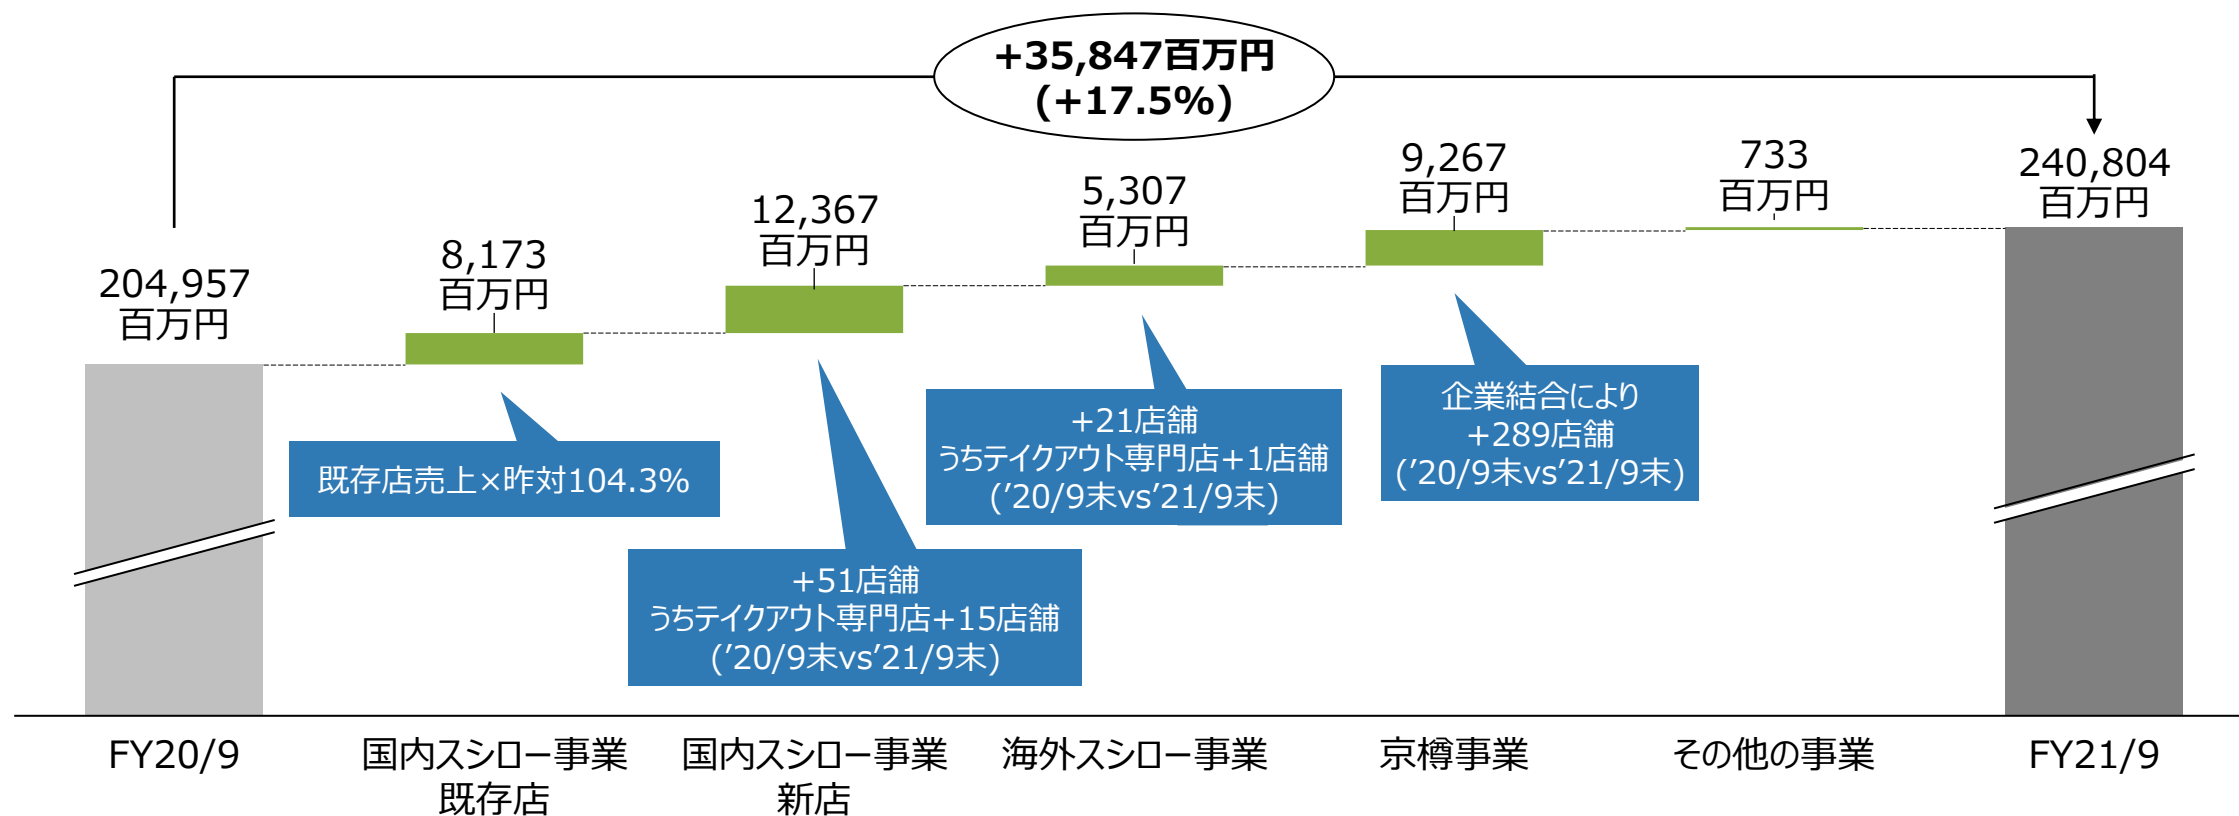 +35,847百万円
(+17.5%)
204,957
百万円
8,173
百万円
12,367
百万円
5,307
百万円
9,267
百万円
733
百万円
240,804
百万円
既存店売上×昨対104.3%
+51店舗
うちテイクアウト専門店+15店舗
(’20/9末vs’21/9末)
+21店舗
うちテイクアウト専門店+1店舗
(’20/9末vs’21/9末)
企業結合により
+289店舗
(’20/9末vs’21/9末)
FY20/9
国内スシロー事業
既存店
国内スシロー事業
新店
海外スシロー事業
京樽事業
その他の事業
FY21/9